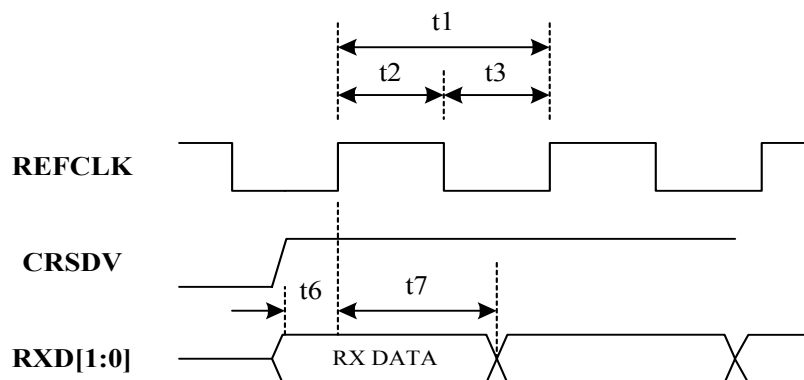 t1
t2 t3
REFCLK
CRSDV
t6 t7
RXD[1:0] RX DATA